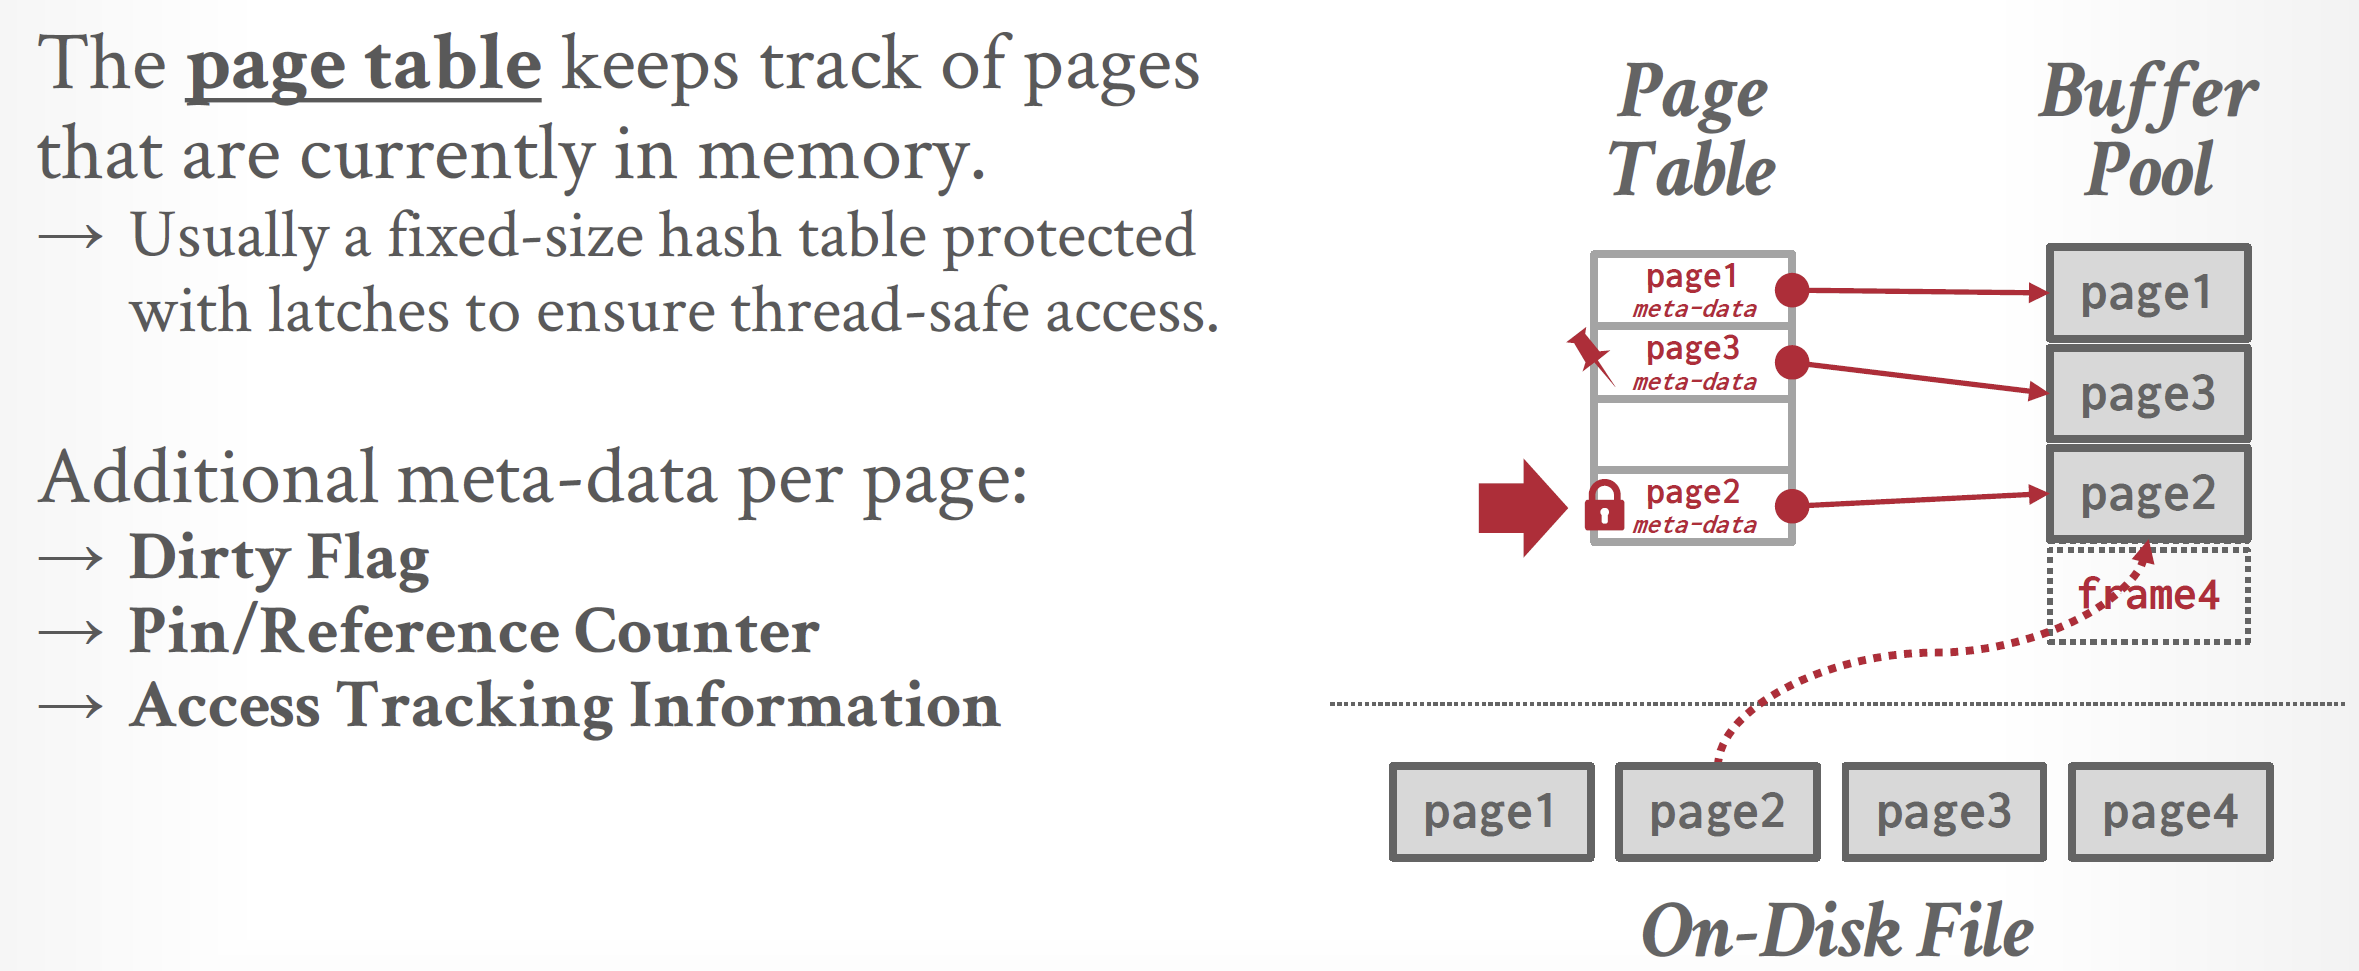 The page table keeps track of pages
that are currently in memory.
→ Usually a fixed-size hash table protected
with latches to ensure thread-safe access.
Additional meta-data per page:
→ Dirty Flag
→ Pin/Reference Counter
→ Access Tracking Information
Page
Table
page1
meta-data
page3
meta-data
page2
meta-data
Buffer
Pool
page1
page3
page2
frame4
page1
page2
page3
page4
On-Disk File